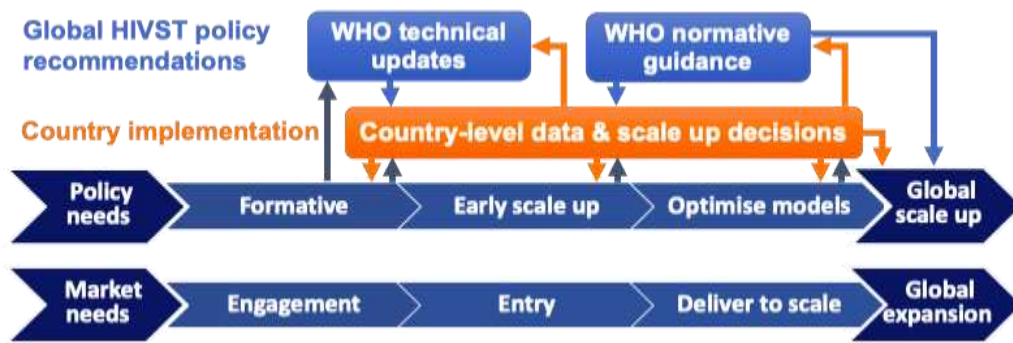 Global HIVST policy
recommendations
WHO technical
updates
WHO normative
guidance
Country implementation
Country-level data & scale up decisions
Policy
needs
Formative
Early scale up
Optimise models
Global
scale up
Market
needs
Engagement
Entry
Deliver to scale
Global
expansion